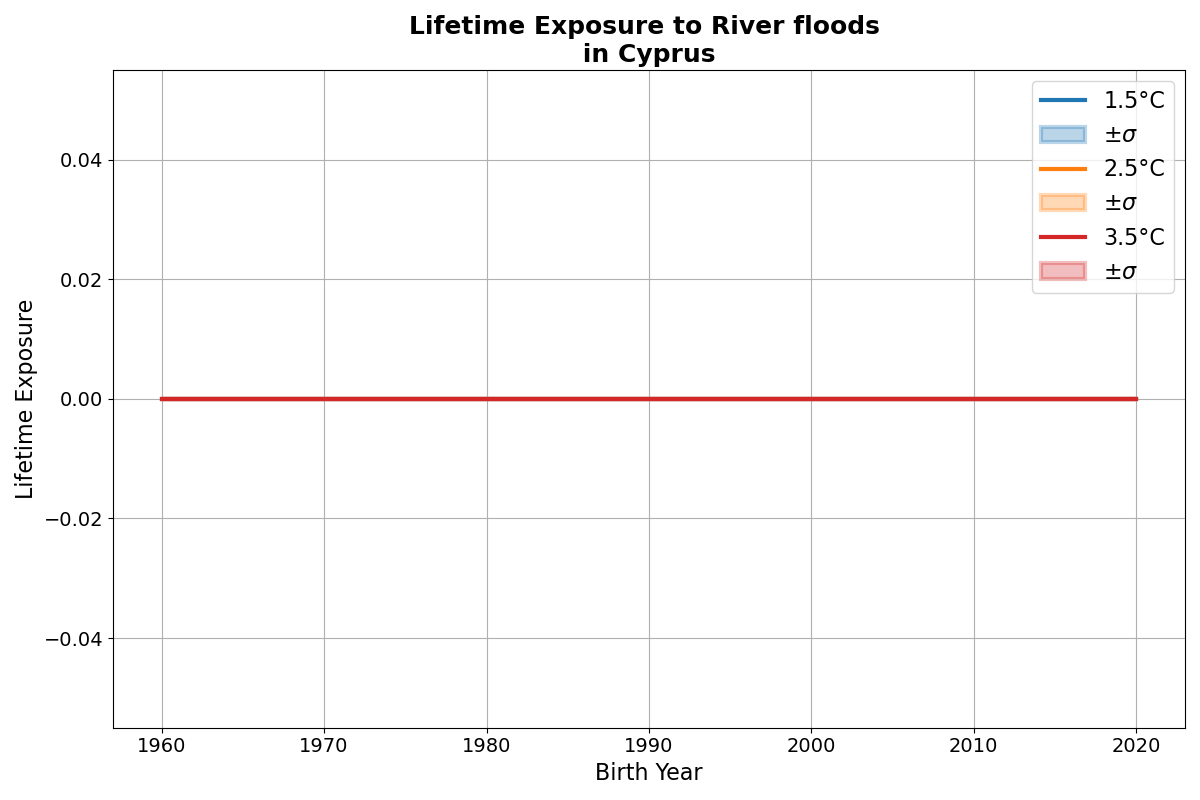 Lifetime Exposure to River floods
in Cyprus
1.5°C
±σ
2.5°C
±σ
3.5°C
±σ
Lifetime Exposure
0.04
0.02
0.00
−0.02
−0.04
1960 1970 1980 1990 2000 2010 2020
Birth Year